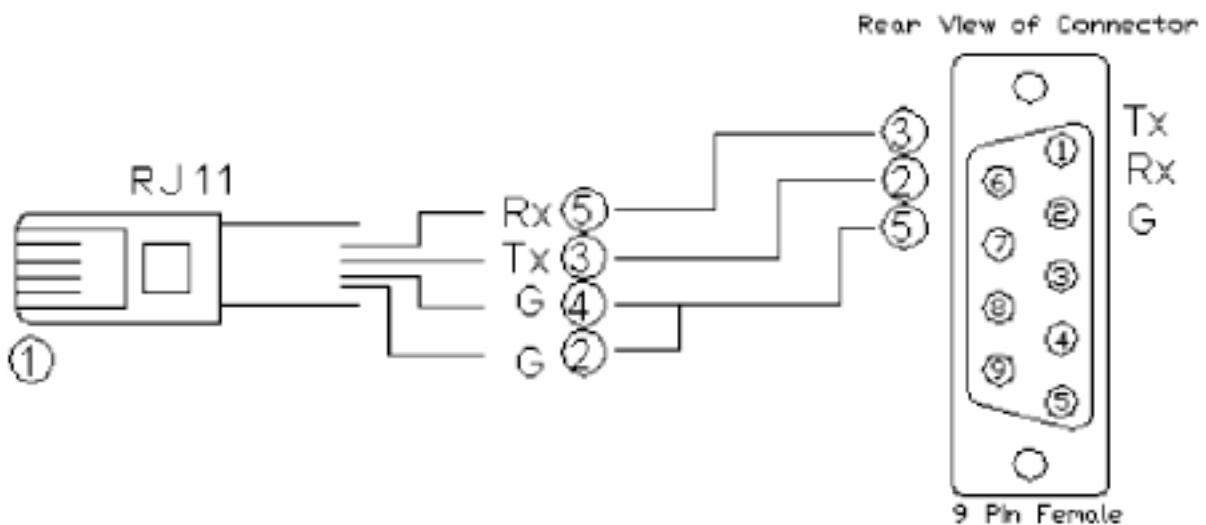 Rear View of Connector
RJ11
①
Rx ⑤
Tx ③
G ④
G ②
③ Tx
② Rx
⑤ G
①
⑥
②
⑦
③
⑧
④
⑨
⑤
9 Pin Female